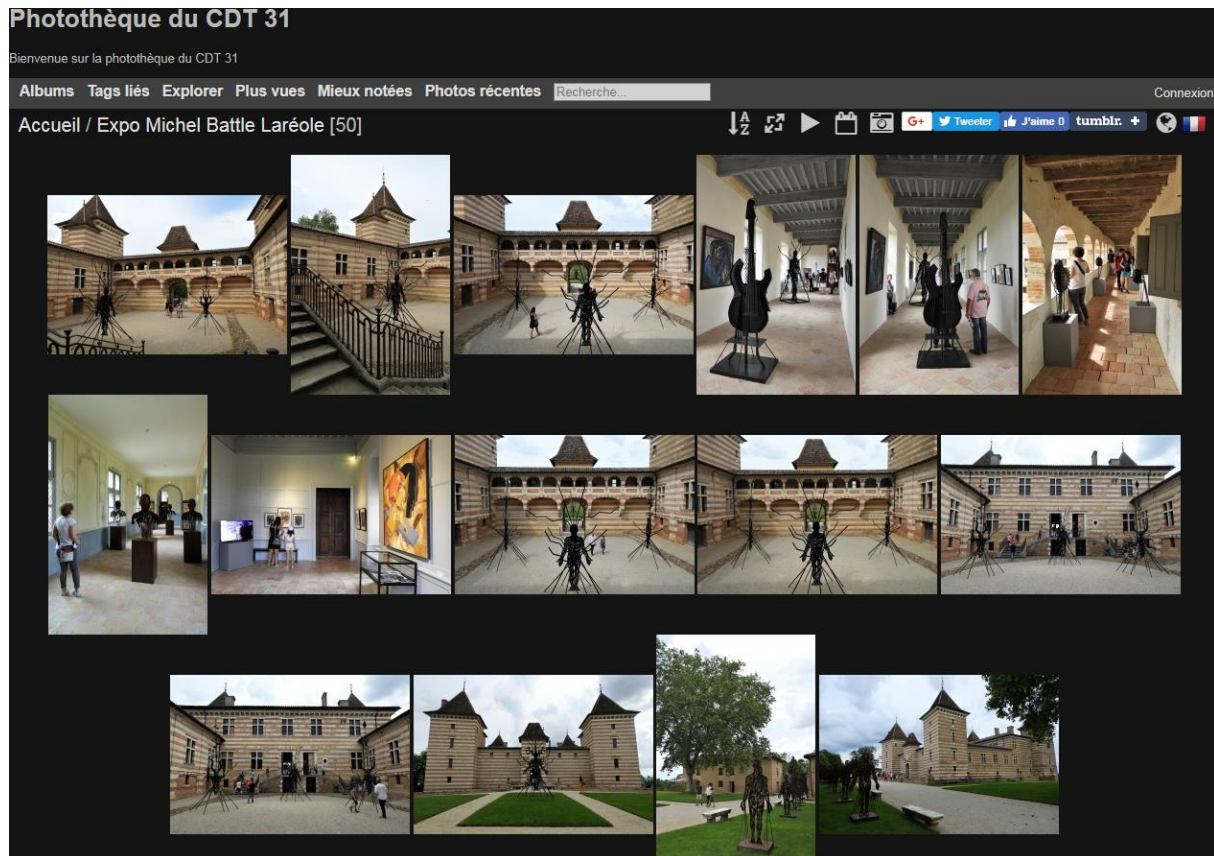 Photothèque du CDT 31
Bienvenue sur la photothèque du CDT 31
Albums Tags liés Explorer Plus vues Mieux notées Photos récentes Recherche... Connexion
Accueil / Expo Michel Battle Laréole [50] A Z G+ Tweeter J'aime 0 tumblr. +